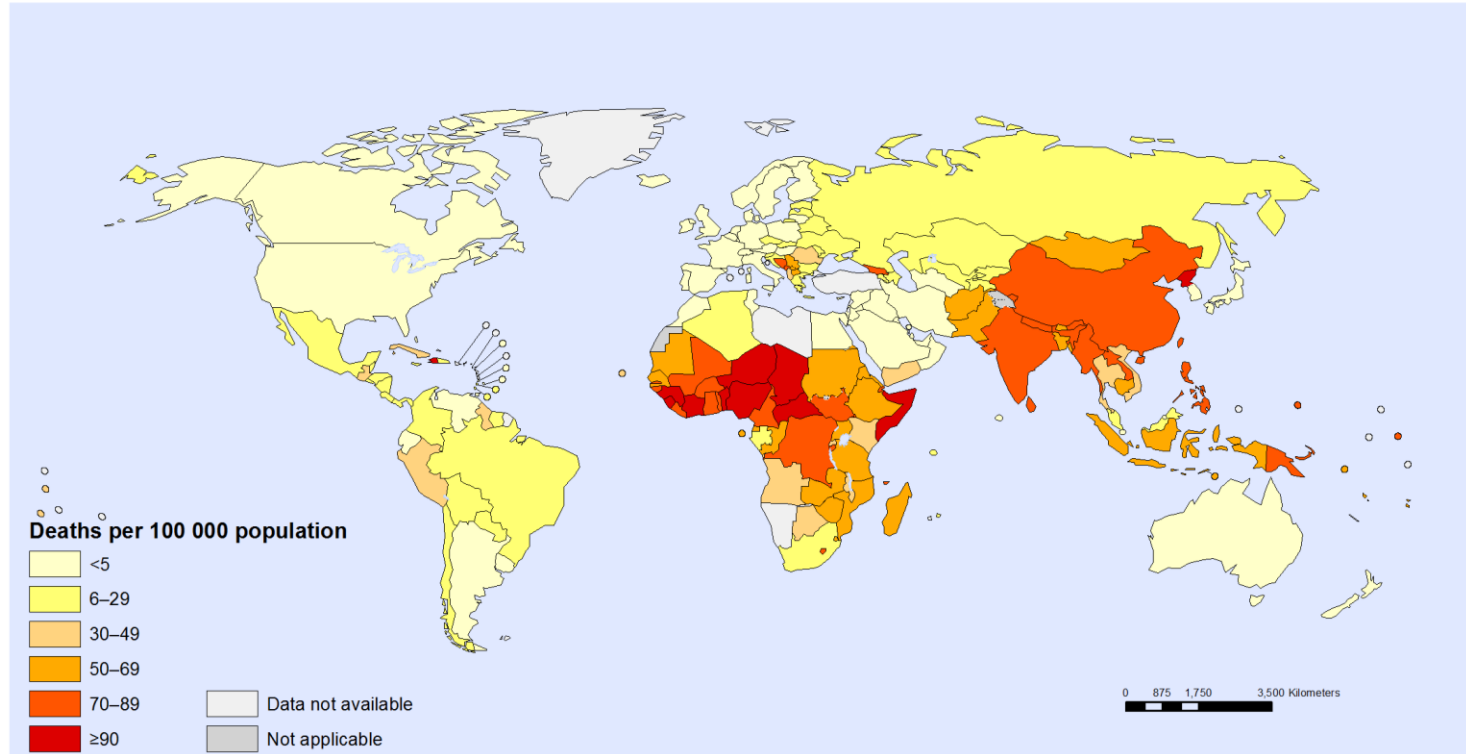 Deaths per 100 000 population
<5
6–29
30–49
50–69
70–89
≥90
Data not available
Not applicable
0 875 1,750 3,500 Kilometers